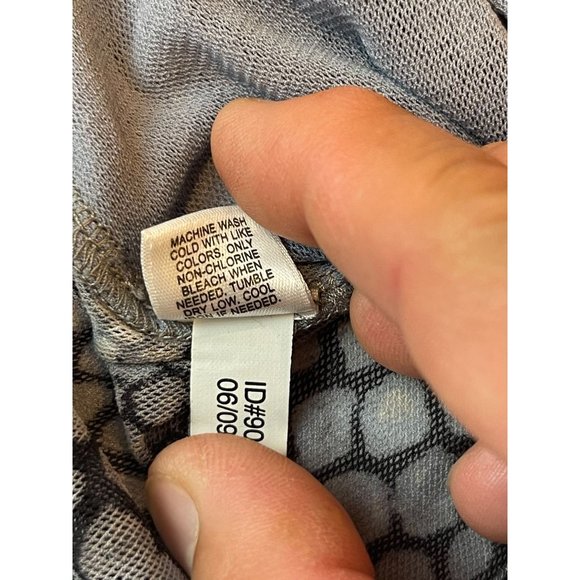 MACHINE WASH
COLD WITH LIKE
COLORS, ONLY
NON-CHLORINE
BLEACH WHEN
NEEDED, TUMBLE
DRY LOW, COOL
IRON IF NEEDED.
ID#90
06/09